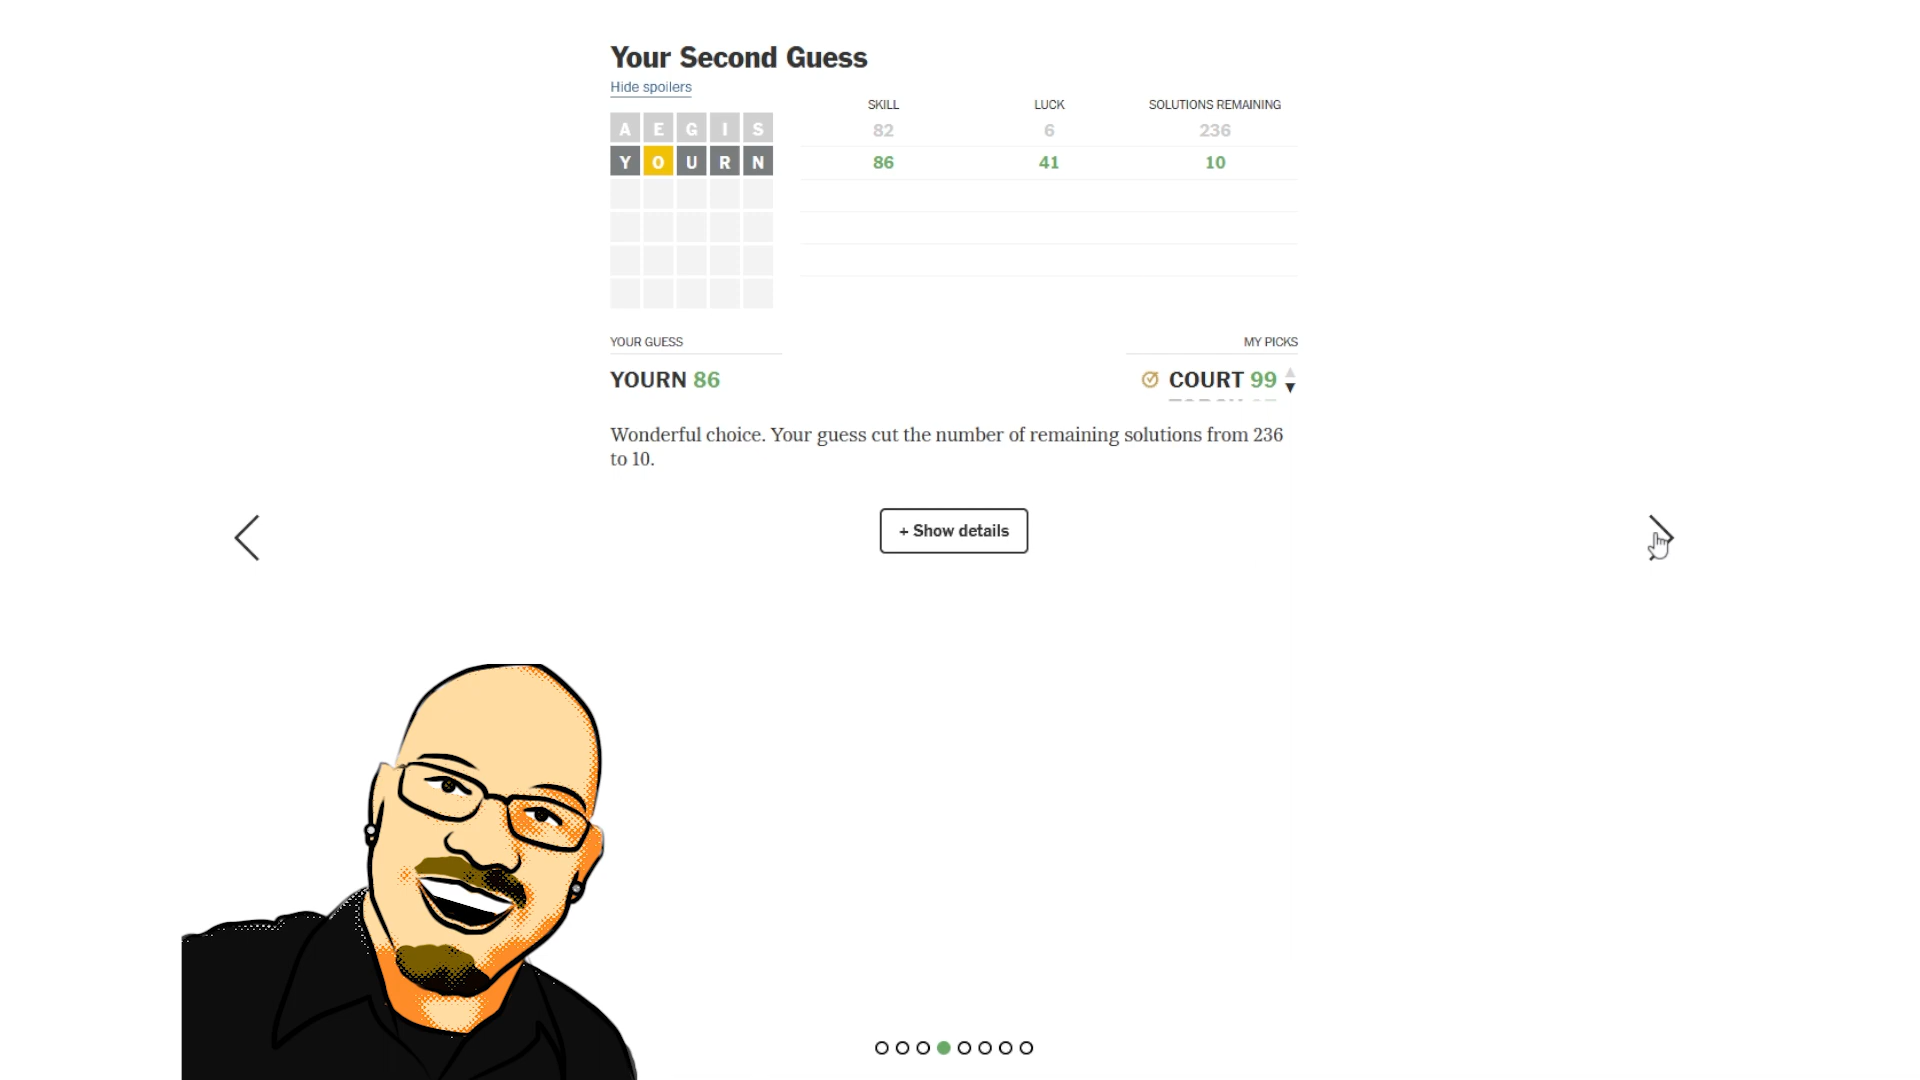 Your Second Guess
Hide spoilers
SKILL LUCK SOLUTIONS REMAINING
A E G I S 82 6 236
Y O U R N 86 41 10
YOUR GUESS MY PICKS
YOURN 86 COURT 99
Wonderful choice. Your guess cut the number of remaining solutions from 236
to 10.
+ Show details